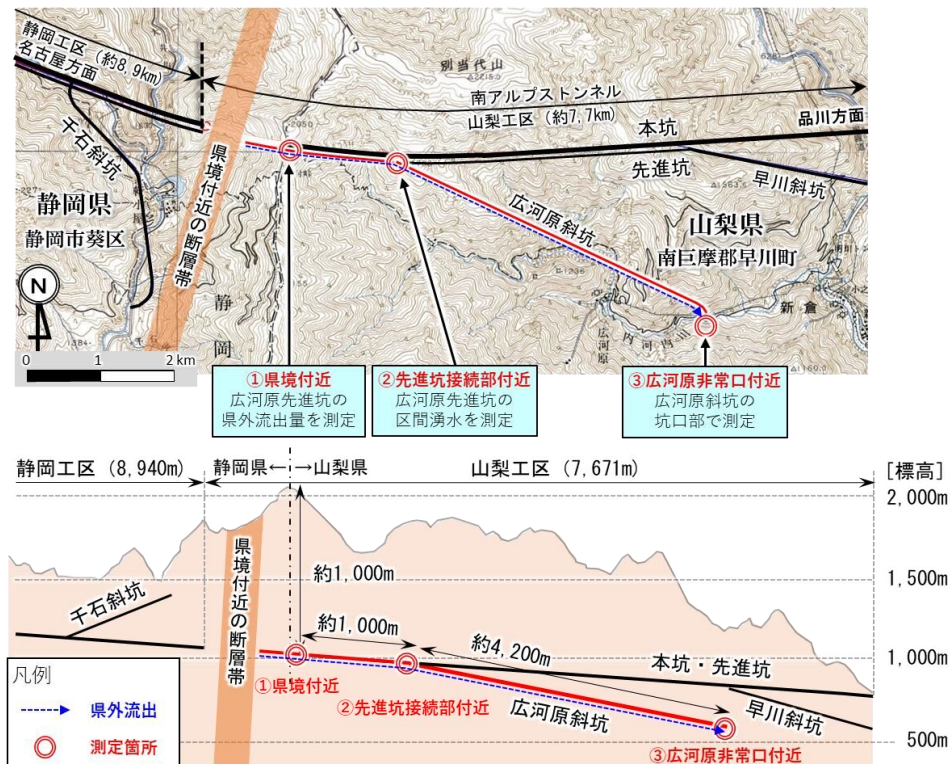 静岡工区（約8.9km）
名古屋方面
別当代山
△2215.0
南アルプストンネル
山梨工区（約7.7km）
品川方面
本坑
先進坑
千石斜坑
早川斜坑
県境付近の断層帯
広河原斜坑
静岡県
静岡市葵区
山梨県
南巨摩郡早川町
新倉
広河原
内河内川
静
岡
N
0 1 2 km
①県境付近
広河原先進坑の
県外流出量を測定
②先進坑接続部付近
広河原先進坑の
区間湧水を測定
③広河原非常口付近
広河原斜坑の
坑口部で測定
静岡工区（8,940m）
静岡県←→山梨県
山梨工区（7,671m）
[標高]
2,000m
1,500m
1,000m
500m
県境付近の断層帯
千石斜坑
約1,000m
約1,000m
約4,200m
本坑・先進坑
①県境付近
②先進坑接続部付近
広河原斜坑
早川斜坑
③広河原非常口付近
凡例
県外流出
測定箇所